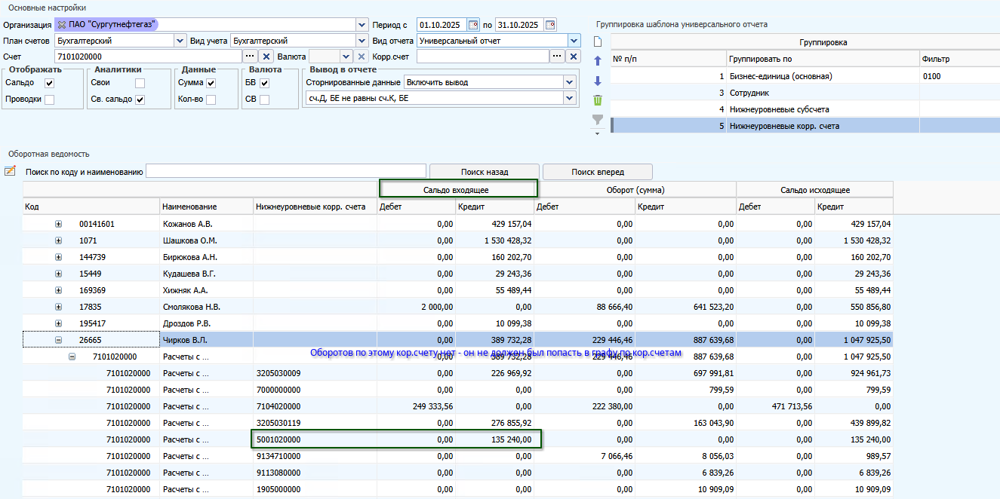 Основные настройки
Организация ПАО "Сургутнефтегаз" Период с 01.10.2025 по 31.10.2025
План счетов Бухгалтерский Вид учета Бухгалтерский Вид отчета Универсальный отчет
Счет 7101020000 ... Валюта Корр.счет ...
Отображать Аналитики Данные Валюта Вывод в отчете
Сальдо Свои Сумма БВ Сторнированные данные Включить вывод
Проводки Св. сальдо Кол-во СВ сч.Д, БЕ не равны сч.К, БЕ
Группировка шаблона универсального отчета
Группировка
№ п/п Группировать по Фильтр
1 Бизнес-единица (основная) 0100
3 Сотрудник
4 Нижнеуровневые субсчета
5 Нижнеуровневые корр. счета
Оборотная ведомость
Поиск по коду и наименованию Поиск назад Поиск вперед
Сальдо входящее Оборот (сумма) Сальдо исходящее
Код Наименование Нижнеуровневые корр. счета Дебет Кредит Дебет Кредит Дебет Кредит
00141601 Кожанов А.В. 0,00 429 157,04 0,00 0,00 0,00 429 157,04
1071 Шашкова О.М. 0,00 1 530 428,32 0,00 0,00 0,00 1 530 428,32
144739 Бирюкова А.Н. 0,00 160 202,70 0,00 0,00 0,00 160 202,70
15449 Кудашева В.Г. 0,00 29 243,36 0,00 0,00 0,00 29 243,36
169369 Хижняк А.А. 0,00 55 489,44 0,00 0,00 0,00 55 489,44
17835 Смолякова Н.В. 2 000,00 0,00 88 666,40 641 523,20 0,00 550 856,80
195417 Дроздов Р.В. 0,00 10 099,38 0,00 0,00 0,00 10 099,38
26665 Чирков В.Л. 0,00 389 732,28 229 446,46 887 639,68 0,00 1 047 925,50
Оборотов по этому кор.счету нет - он не должен был попасть в графу по кор.счетам
7101020000 Расчеты с ... 0,00 389 732,28 229 446,46 887 639,68 0,00 1 047 925,50
7101020000 Расчеты с ... 3205030009 0,00 226 969,92 0,00 697 991,81 0,00 924 961,73
7101020000 Расчеты с ... 7000000000 0,00 0,00 0,00 799,59 0,00 799,59
7101020000 Расчеты с ... 7104020000 249 333,56 0,00 222 380,00 0,00 471 713,56 0,00
7101020000 Расчеты с ... 3205030119 0,00 276 855,92 0,00 163 043,90 0,00 439 899,82
7101020000 Расчеты с ... 5001020000 0,00 135 240,00 0,00 0,00 0,00 135 240,00
7101020000 Расчеты с ... 9134710000 0,00 0,00 7 066,46 8 056,03 0,00 989,57
7101020000 Расчеты с ... 9113080000 0,00 0,00 0,00 6 839,26 0,00 6 839,26
7101020000 Расчеты с ... 1905000000 0,00 0,00 0,00 10 909,09 0,00 10 909,09